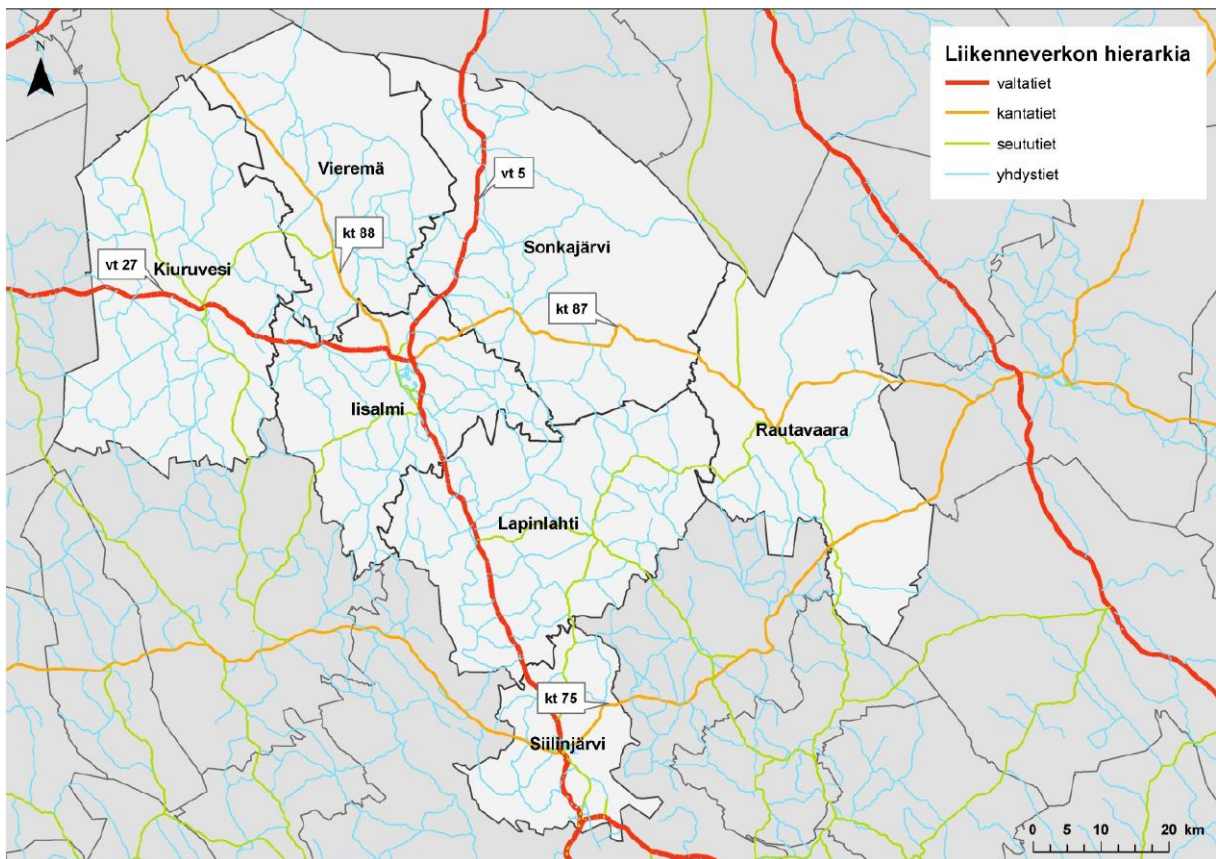 N
Liikenneverkon hierarkia
valtatiet
kantatiet
seututiet
yhdystiet
Vieremä
vt 5
kt 88
Sonkajärvi
vt 27
Kiuruvesi
kt 87
Iisalmi
Rautavaara
Lapinlahti
kt 75
Siilinjärvi
0 5 10 20 km